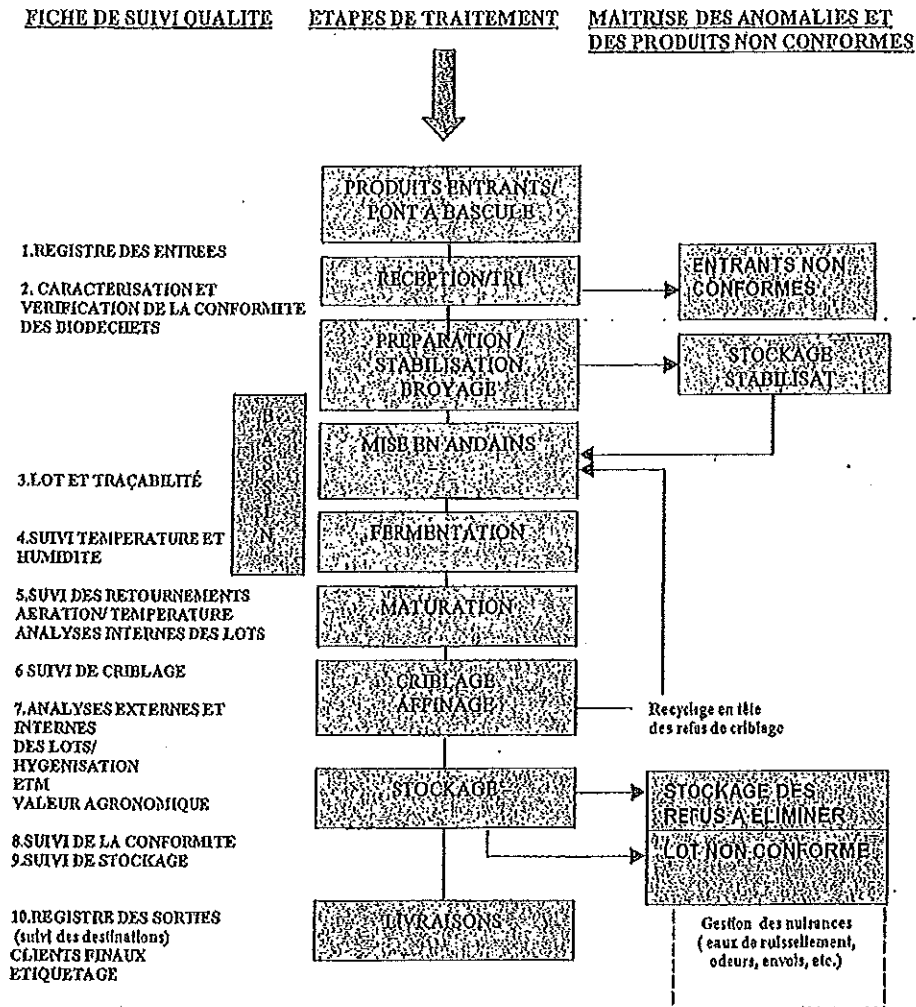 FICHE DE SUIVI QUALITE
ETAPES DE TRAITEMENT
MAITRISE DES ANOMALIES ET
DES PRODUITS NON CONFORMES
PRODUITS ENTRANTS/
PONT A BASCULE
1.REGISTRE DES ENTREES
RECEPTION/TRI
ENTRANTS NON
CONFORMES
2. CARACTERISATION ET
VERIFICATION DE LA CONFORMITE
DES BIODECHETS
PREPARATION /
STABILISATION
BROYAGE
STOCKAGE
STABILISAT
B
A
S
S
I
N
MISE EN ANDAINS
3.LOT ET TRAÇABILITÉ
4.SUIVI TEMPERATURE ET
HUMIDITE
FERMENTATION
5.SUVI DES RETOURNEMENTS
AERATION/ TEMPERATURE
ANALYSES INTERNES DES LOTS
MATURATION
6 SUIVI DE CRIBLAGE
CRIBLAGE
AFFINAGE
Recyclage en tête
des refus de criblage
7.ANALYSES EXTERNES ET
INTERNES
DES LOTS/
HYGENISATION
ETM
VALEUR AGRONOMIQUE
STOCKAGE
STOCKAGE DES
REFUS A ELIMINER
LOT NON CONFORME
8.SUIVI DE LA CONFORMITE
9.SUIVI DE STOCKAGE
10.REGISTRE DES SORTIES
(suivi des destinations)
CLIENTS FINAUX
ETIQUETAGE
LIVRAISONS
Gestion des nuisances
( eaux de ruissellement,
odeurs, envois, etc.)